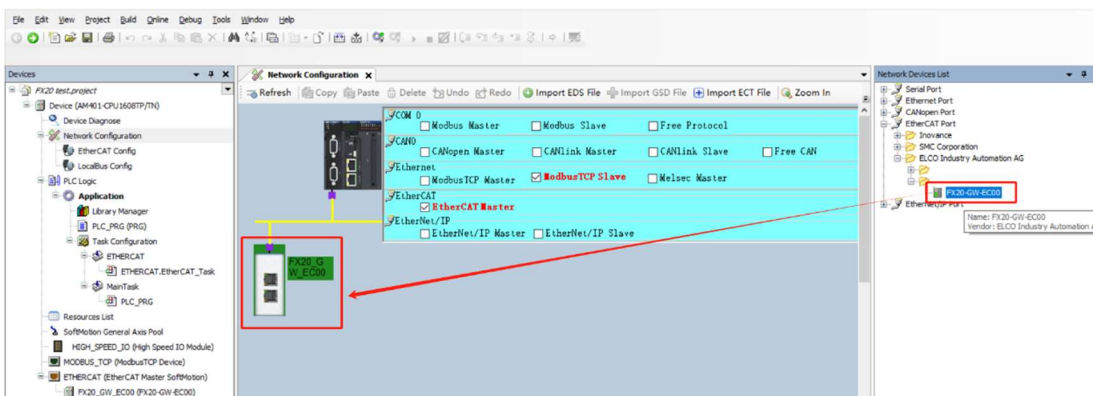 File Edit View Project Build Online Debug Tools Window Help
Devices
FX20 test.project
Device (AM401-CPU1608TP/TN)
Device Diagnose
Network Configuration
EtherCAT Config
LocalBus Config
PLC Logic
Application
Library Manager
PLC_PRG (PRG)
Task Configuration
ETHERCAT
ETHERCAT.EtherCAT_Task
MainTask
PLC_PRG
Resources List
SoftMotion General Axis Pool
HIGH_SPEED_IO (High Speed IO Module)
MODBUS_TCP (ModbusTCP Device)
ETHERCAT (EtherCAT Master SoftMotion)
FX20_GW_EC00 (FX20-GW-EC00)
Network Configuration X
Refresh Copy Paste Delete Undo Redo Import EDS File Import GSD File Import ECT File Zoom In
COM 0
Modbus Master Modbus Slave Free Protocol
CAN0
CANopen Master CANlink Master CANlink Slave Free CAN
Ethernet
ModbusTCP Master ModbusTCP Slave Melsec Master
EtherCAT
EtherCAT Master
EtherNet/IP
EtherNet/IP Master EtherNet/IP Slave
FX20_G
W_EC00
Network Devices List
Serial Port
Ethernet Port
CANopen Port
EtherCAT Port
Inovance
SMC Corporation
ELCO Industry Automation AG
FX20-GW-EC00
EtherNet/IP Port
Name: FX20-GW-EC00
Vendor: ELCO Industry Automation